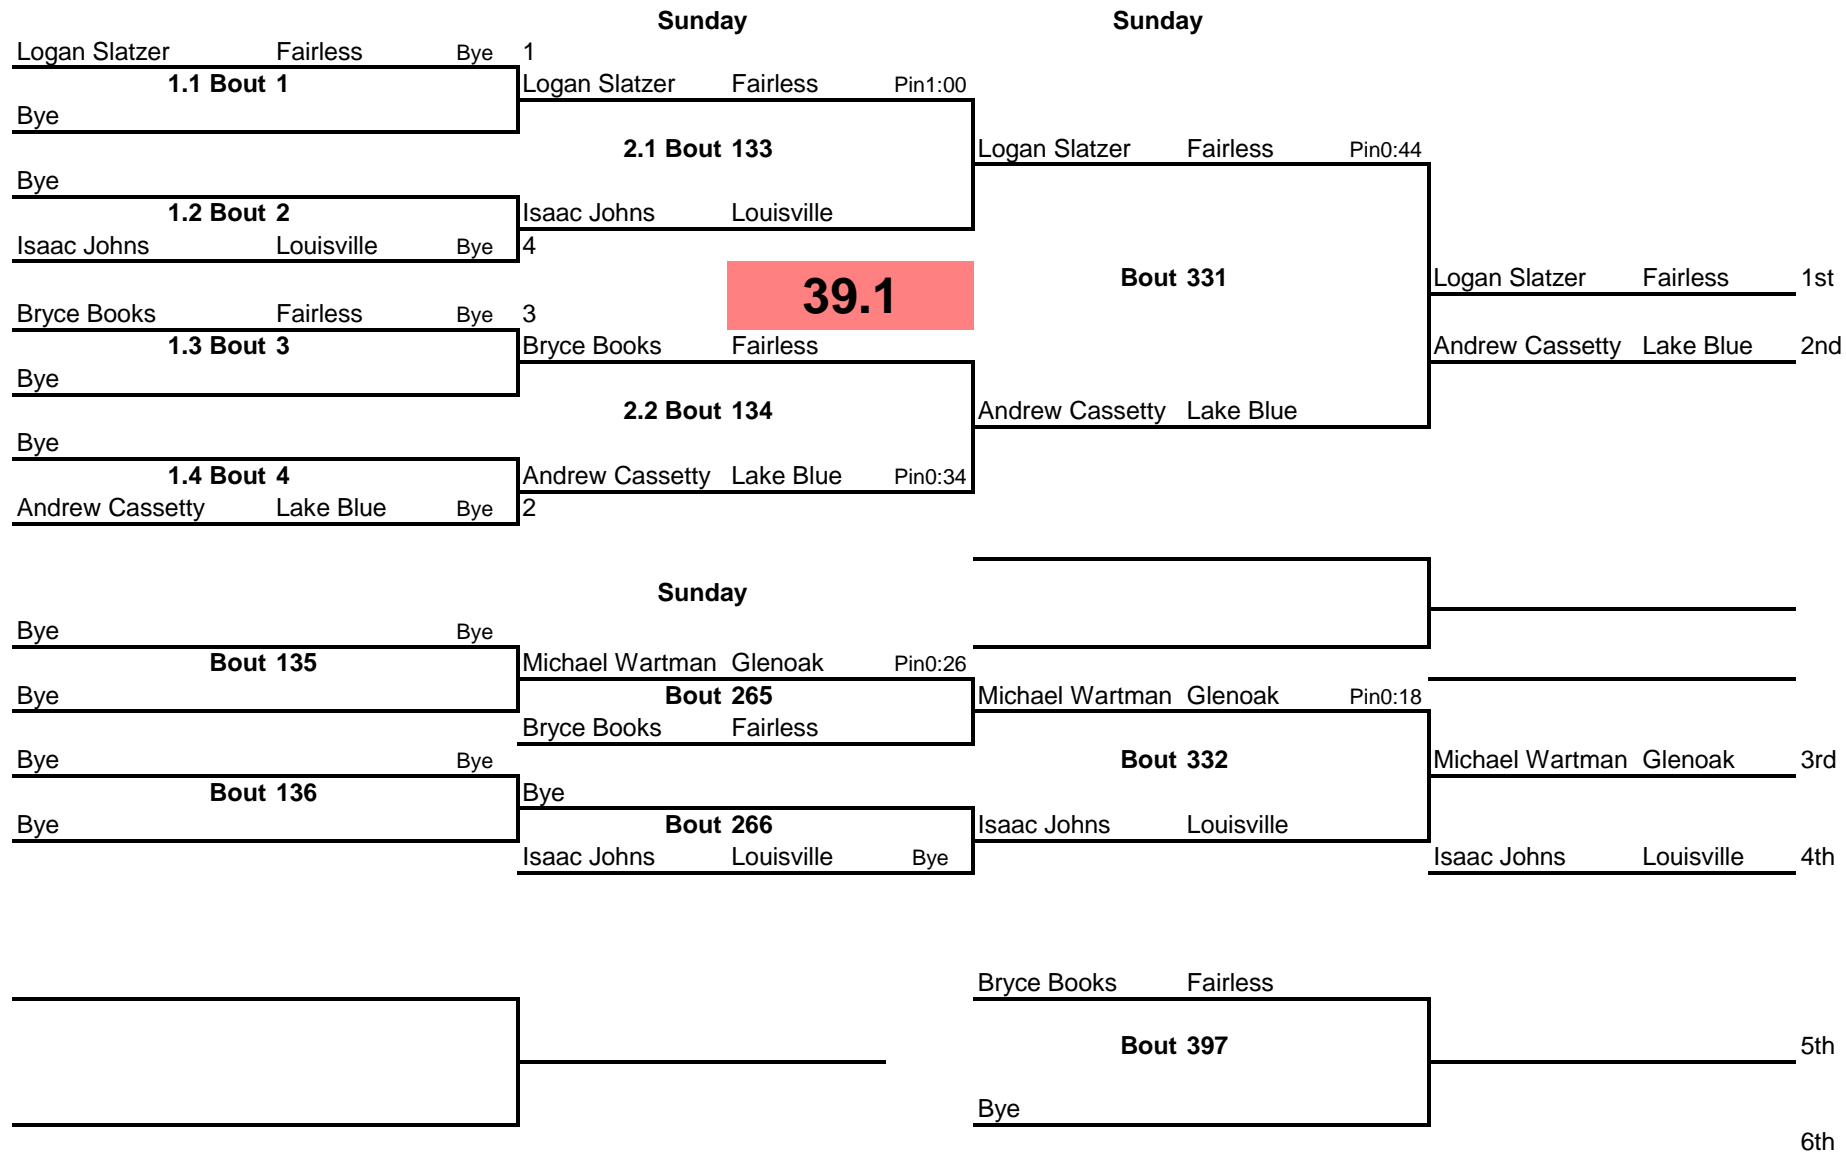 Sunday Sunday
Logan Slatzer Fairless Bye 1
1.1 Bout 1 Logan Slatzer Fairless Pin1:00
Bye
2.1 Bout 133 Logan Slatzer Fairless Pin0:44
Bye
1.2 Bout 2 Isaac Johns Louisville
Isaac Johns Louisville Bye 4
39.1 Bout 331 Logan Slatzer Fairless 1st
Bryce Books Fairless Bye 3
1.3 Bout 3 Bryce Books Fairless Andrew Cassetty Lake Blue 2nd
Bye
2.2 Bout 134 Andrew Cassetty Lake Blue
Bye
1.4 Bout 4 Andrew Cassetty Lake Blue Pin0:34
Andrew Cassetty Lake Blue Bye 2
Sunday
Bye Bye
Bout 135 Michael Wartman Glenoak Pin0:26
Bye Bout 265 Michael Wartman Glenoak Pin0:18
Bryce Books Fairless
Bye Bye Bout 332 Michael Wartman Glenoak 3rd
Bout 136 Bye
Bye Bout 266 Isaac Johns Louisville
Isaac Johns Louisville Bye Isaac Johns Louisville 4th
Bryce Books Fairless
Bout 397 5th
Bye
6th